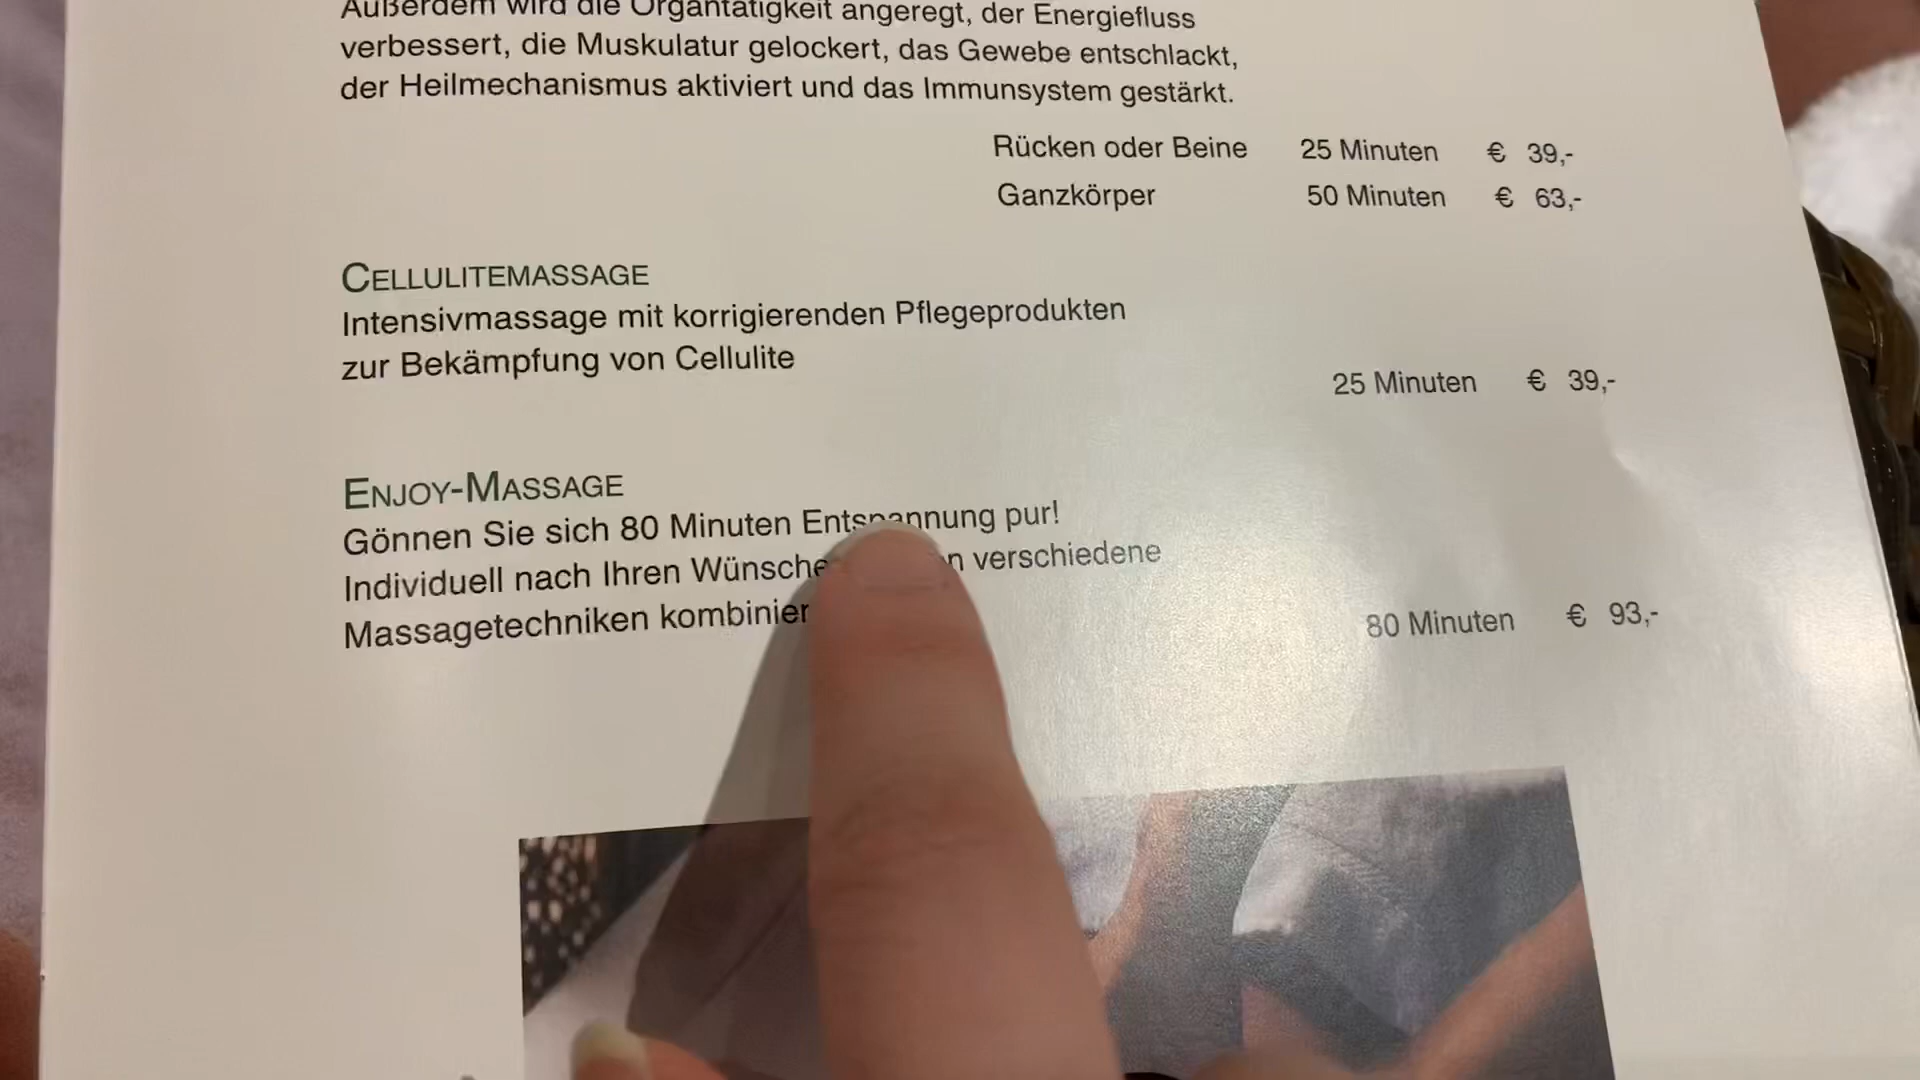 Außerdem wird die Organtätigkeit angeregt, der Energiefluss
verbessert, die Muskulatur gelockert, das Gewebe entschlackt,
der Heilmechanismus aktiviert und das Immunsystem gestärkt.
Rücken oder Beine 25 Minuten € 39,-
Ganzkörper 50 Minuten € 63,-
CELLULITEMASSAGE
Intensivmassage mit korrigierenden Pflegeprodukten
zur Bekämpfung von Cellulite
25 Minuten € 39,-
ENJOY-MASSAGE
Gönnen Sie sich 80 Minuten Entspannung pur!
Individuell nach Ihren verschiedene
Massagetechniken
80 Minuten € 93,-